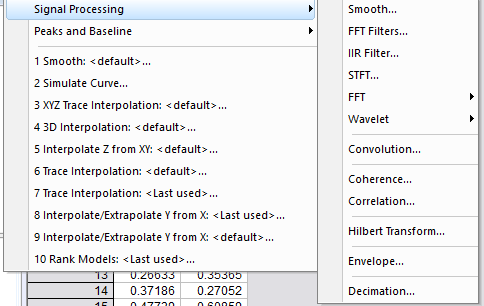 Signal Processing
Peaks and Baseline
1 Smooth: <default>...
2 Simulate Curve...
3 XYZ Trace Interpolation: <default>...
4 3D Interpolation: <default>...
5 Interpolate Z from XY: <default>...
6 Trace Interpolation: <default>...
7 Trace Interpolation: <Last used>...
8 Interpolate/Extrapolate Y from X: <Last used>...
9 Interpolate/Extrapolate Y from X: <default>...
10 Rank Models: <Last used>...
Smooth...
FFT Filters...
IIR Filter...
STFT...
FFT
Wavelet
Convolution...
Coherence...
Correlation...
Hilbert Transform...
Envelope...
Decimation...
13 0.26633 0.35365
14 0.37186 0.27052
15 0.47739 0.60850